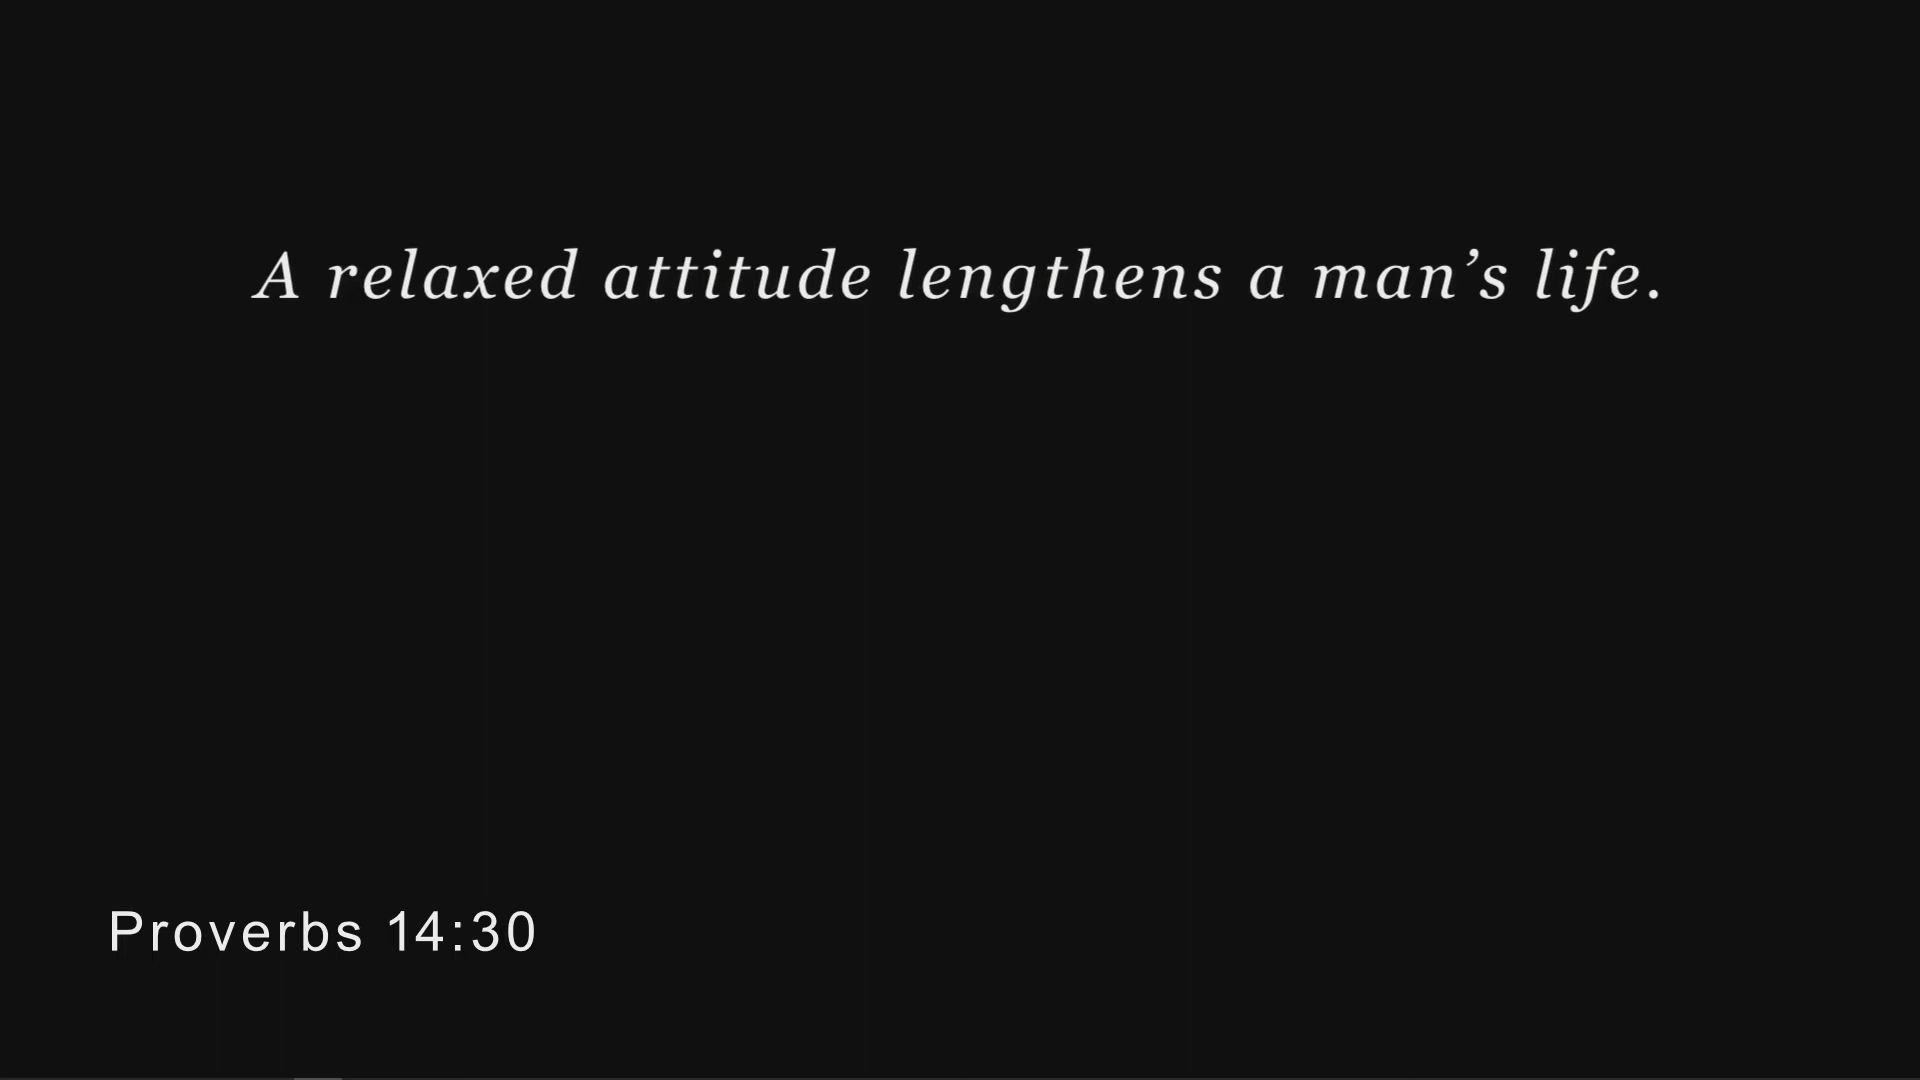 A relaxed attitude lengthens a man’s life.
Proverbs 14:30